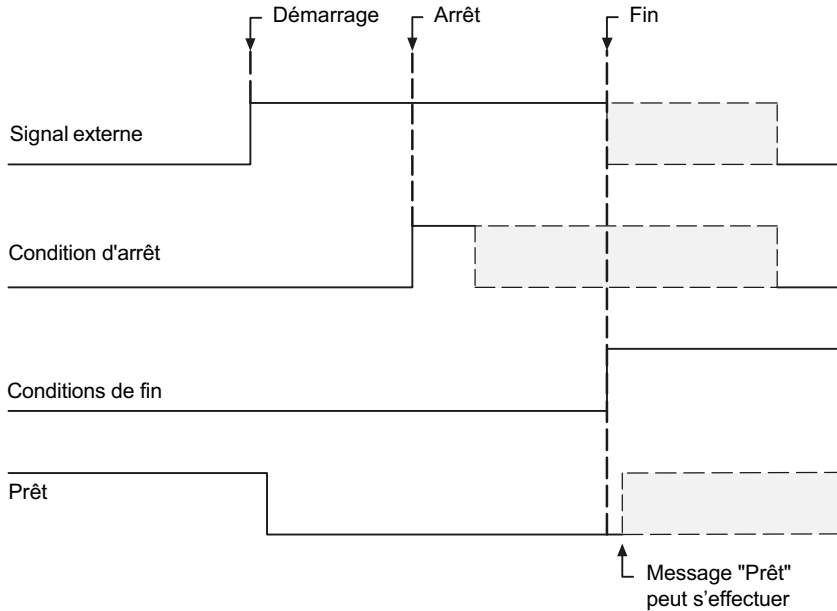 Démarrage
Arrêt
Fin
Signal externe
Condition d'arrêt
Conditions de fin
Prêt
Message "Prêt"
peut s'effectuer